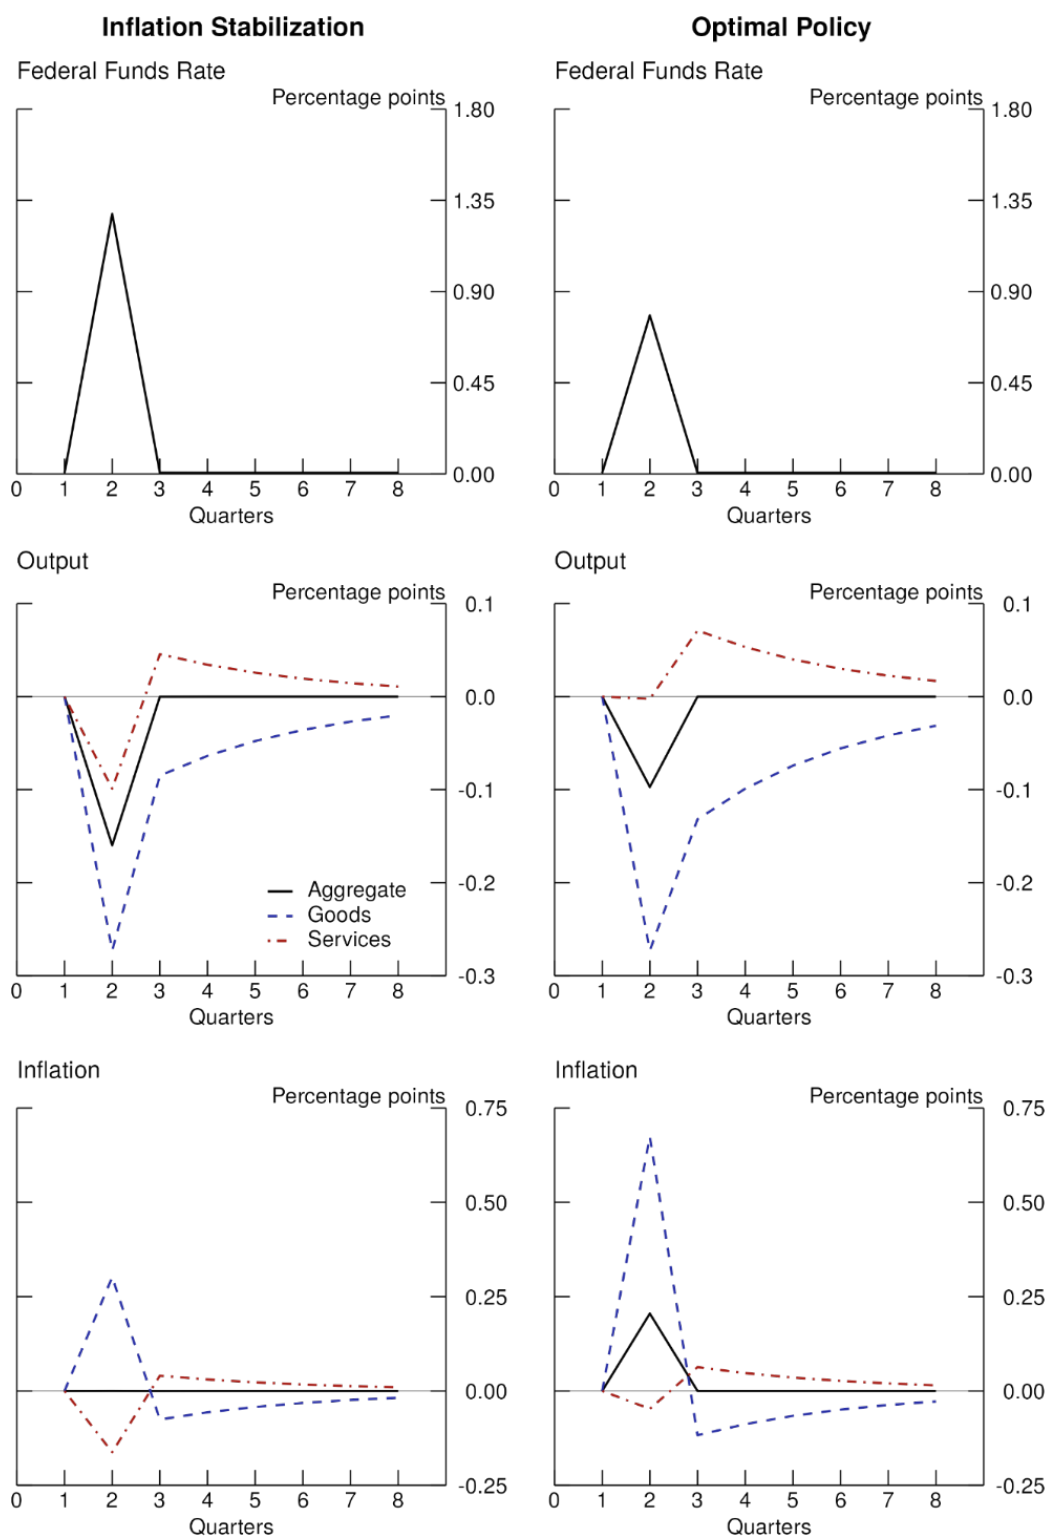 Inflation Stabilization
Optimal Policy
Federal Funds Rate
Federal Funds Rate
Percentage points
Percentage points
1.80
1.35
0.90
0.45
0.00
0 1 2 3 4 5 6 7 8
Quarters
1.80
1.35
0.90
0.45
0.00
0 1 2 3 4 5 6 7 8
Quarters
Output
Percentage points
0.1
0.0
-0.1
-0.2
-0.3
Aggregate
Goods
Services
0 1 2 3 4 5 6 7 8
Quarters
Output
Percentage points
0.1
0.0
-0.1
-0.2
-0.3
0 1 2 3 4 5 6 7 8
Quarters
Inflation
Percentage points
0.75
0.50
0.25
0.00
-0.25
0 1 2 3 4 5 6 7 8
Quarters
Inflation
Percentage points
0.75
0.50
0.25
0.00
-0.25
0 1 2 3 4 5 6 7 8
Quarters